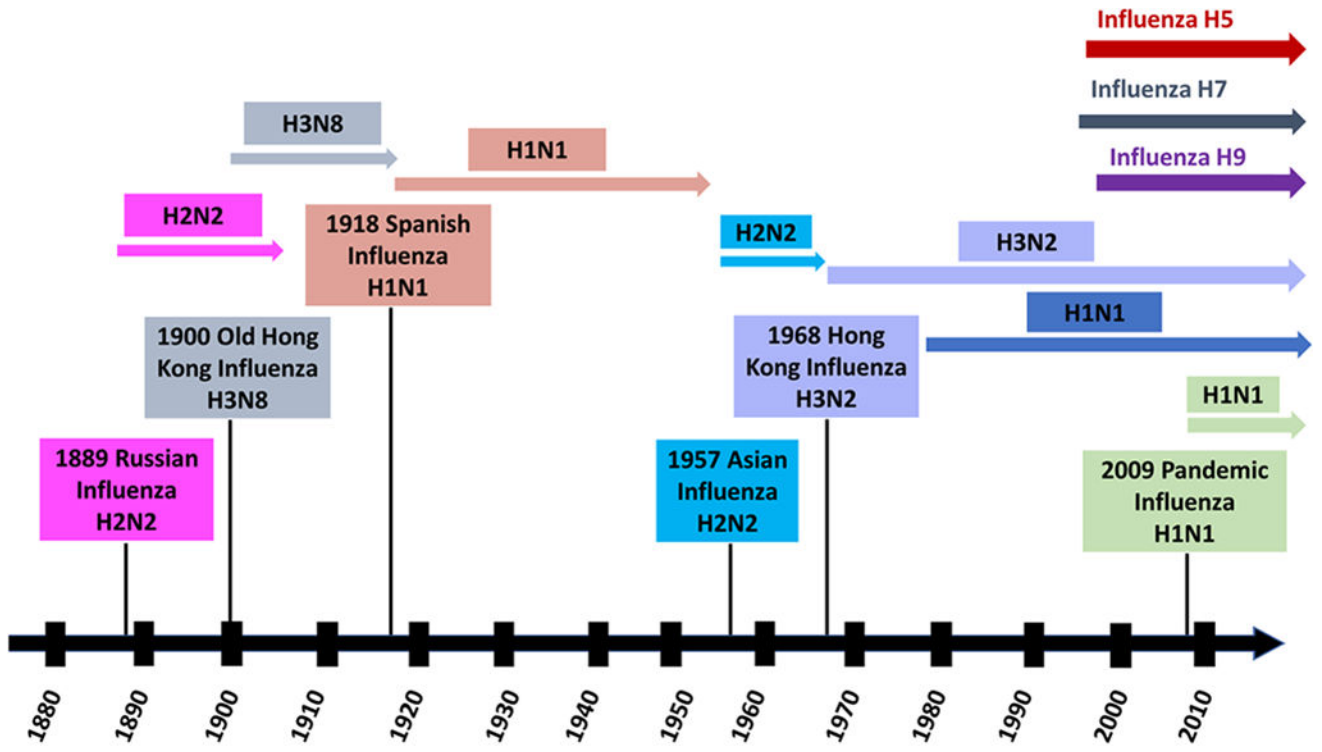 Influenza H5
Influenza H7
Influenza H9
H3N8
H1N1
H2N2
H2N2
H3N2
H1N1
H1N1
1918 Spanish
Influenza
H1N1
1900 Old Hong
Kong Influenza
H3N8
1889 Russian
Influenza
H2N2
1968 Hong
Kong Influenza
H3N2
1957 Asian
Influenza
H2N2
2009 Pandemic
Influenza
H1N1
1880
1890
1900
1910
1920
1930
1940
1950
1960
1970
1980
1990
2000
2010